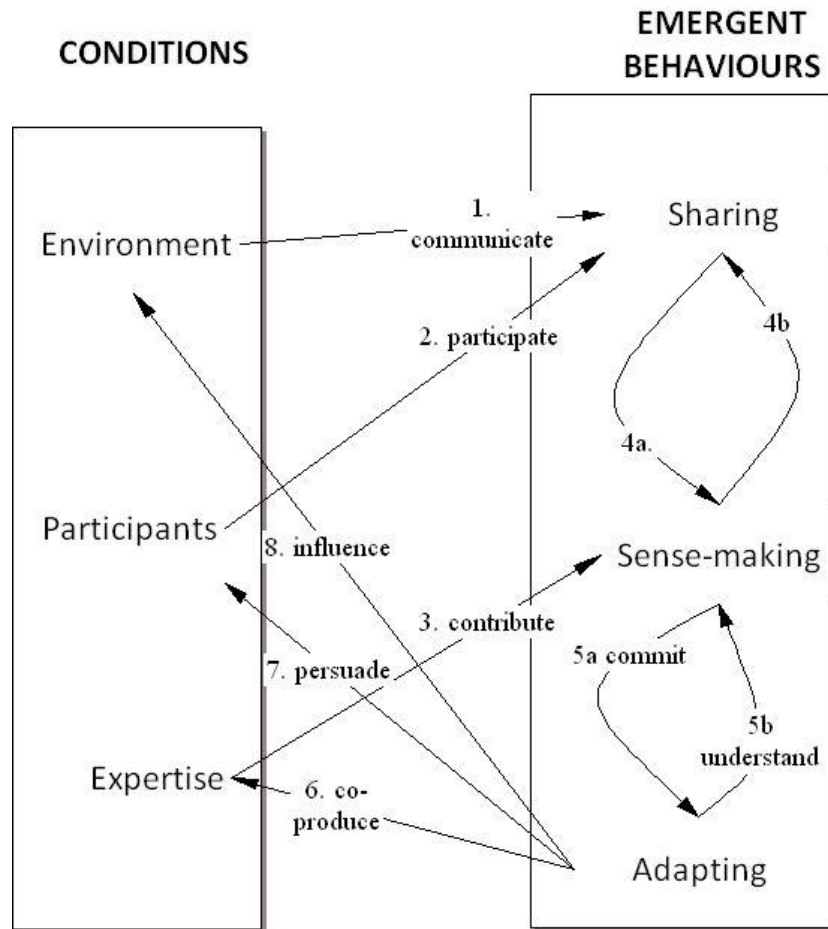 CONDITIONS
EMERGENT
BEHAVIOURS
Environment
1.
communicate
Sharing
2. participate
4b
4a.
Participants
8. influence
Sense-making
3. contribute
7. persuade
5a commit
5b
understand
Expertise
6. co-
produce
Adapting